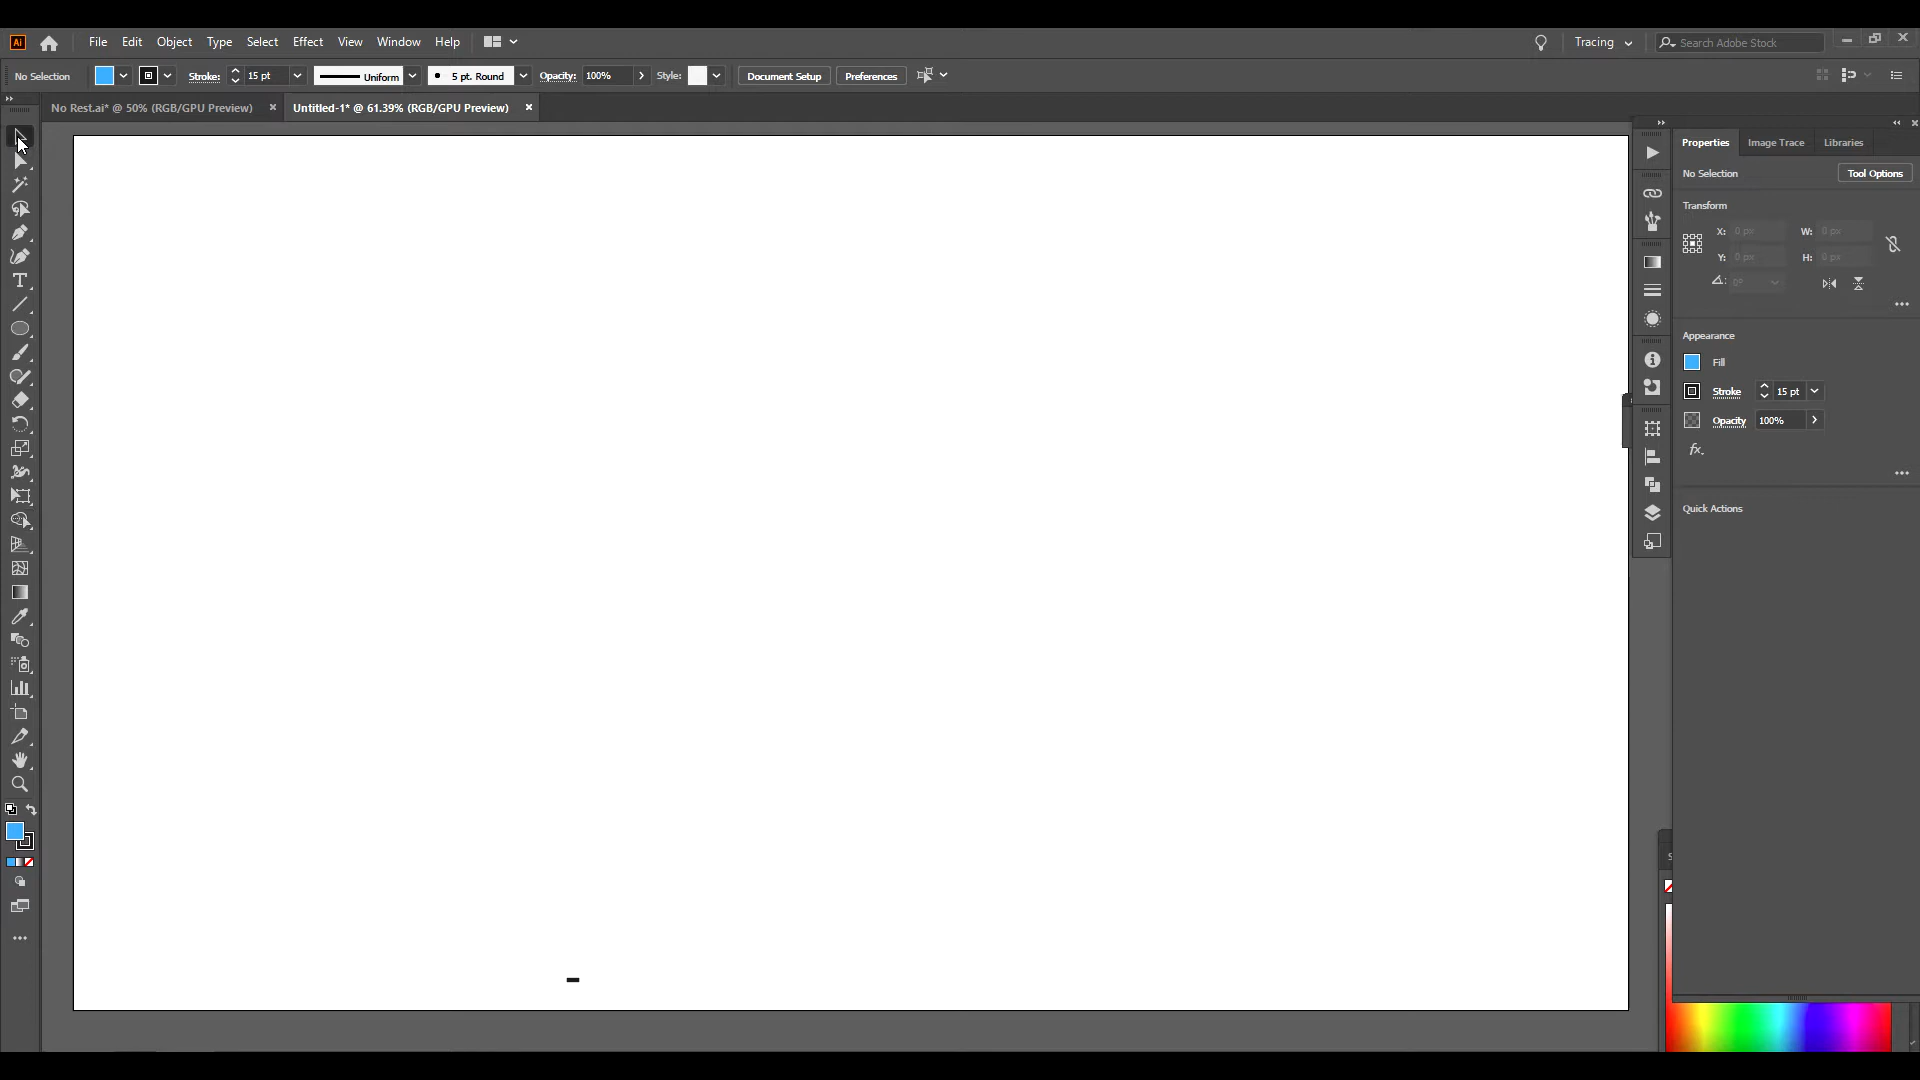 Ai File Edit Object Type Select Effect View Window Help Tracing Search Adobe Stock
No Selection Stroke: 15 pt Uniform 5 pt. Round Opacity: 100% Style: Document Setup Preferences
No Rest.ai* @ 50% (RGB/GPU Preview) Untitled-1* @ 61.39% (RGB/GPU Preview)
Properties Image Trace Libraries
No Selection Tool Options
Transform
X: 0 px W: 0 px
Y: 0 px H: 0 px
0°
Appearance
Fill
Stroke 15 pt
Opacity 100%
fx.
Quick Actions